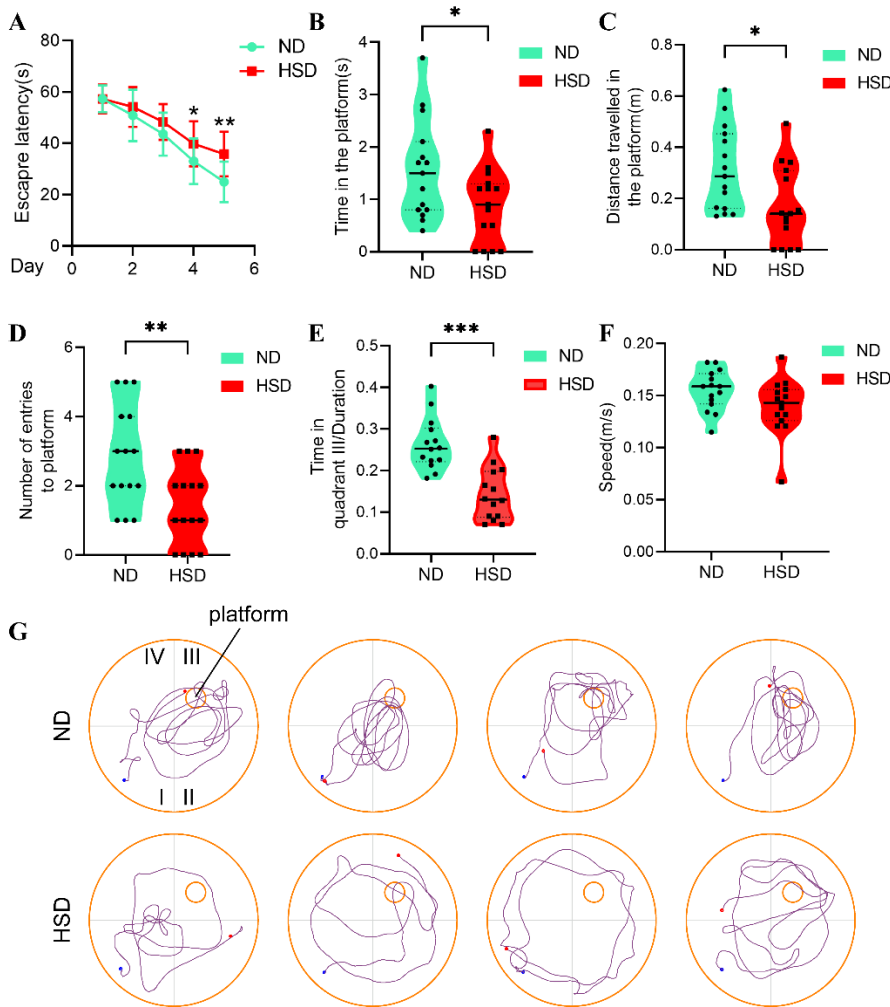 A
80
60
40
20
0
Escapre latency(s)
Day
0
2
4
6
ND
HSD
*
**
B
4
3
2
1
0
Time in the platform(s)
*
ND
HSD
ND
HSD
C
0.8
0.6
0.4
0.2
0.0
Distance travelled in
the platform(m)
*
ND
HSD
ND
HSD
D
6
4
2
0
Number of entries
to platform
**
ND
HSD
ND
HSD
E
0.5
0.4
0.3
0.2
0.1
0.0
Time in
quadrant III/Duration
***
ND
HSD
ND
HSD
F
0.20
0.15
0.10
0.05
0.00
Speed(m/s)
ND
HSD
ND
HSD
G
platform
IV III
I II
ND
HSD